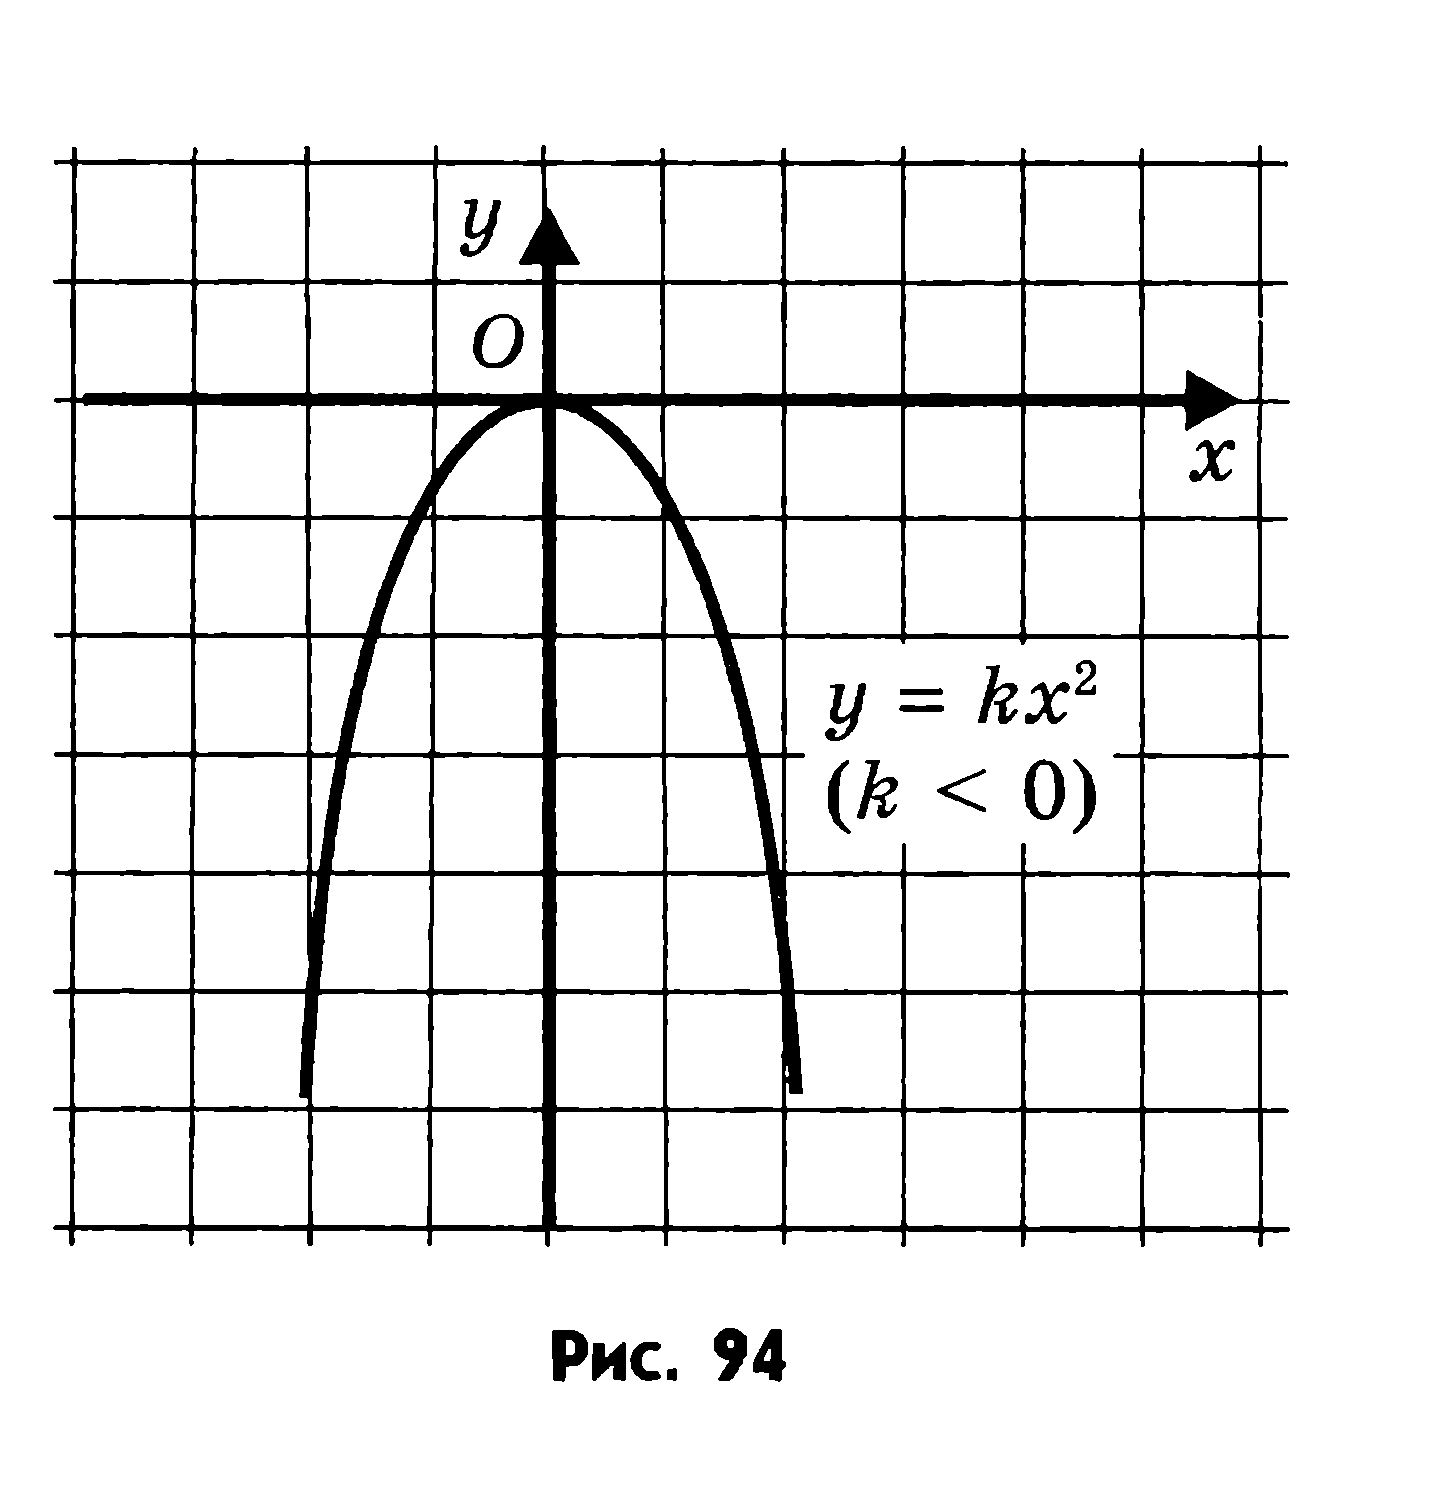 y
O
x
y = kx²
(k < 0)
Рис. 94